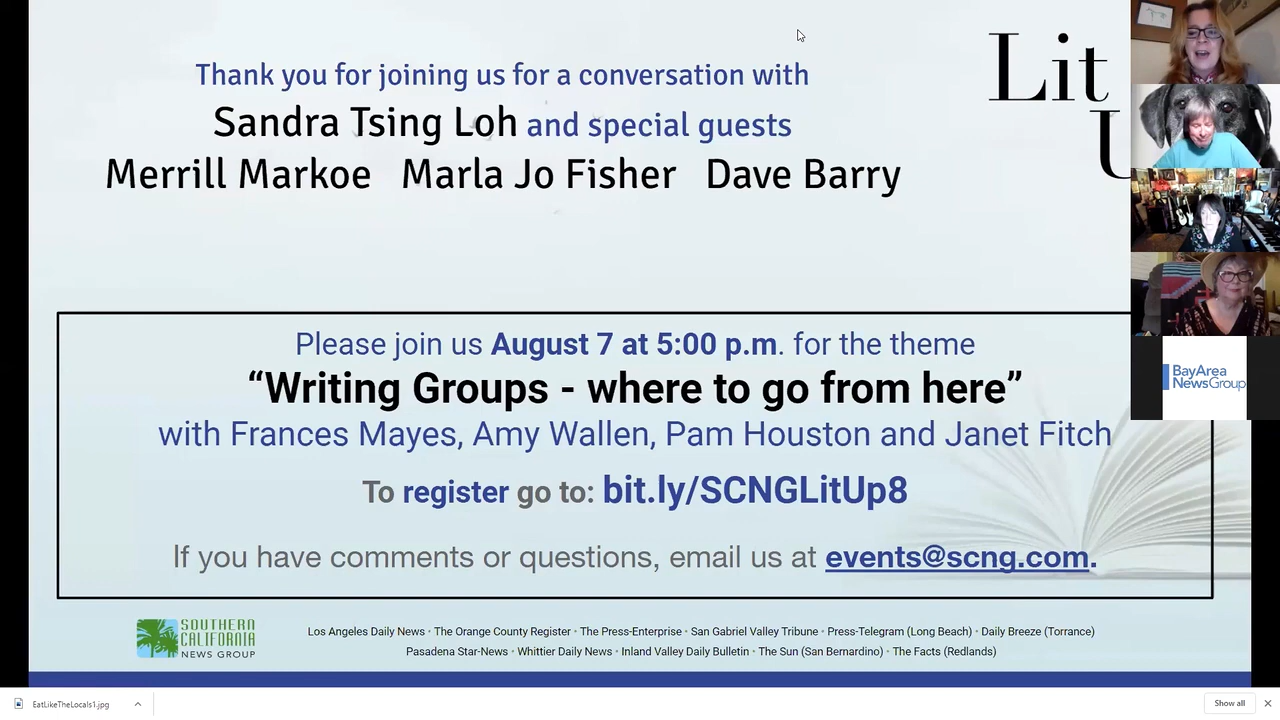 Thank you for joining us for a conversation with
Sandra Tsing Loh and special guests
Merrill Markoe Marla Jo Fisher Dave Barry
Lit
U
Please join us August 7 at 5:00 p.m. for the theme
“Writing Groups - where to go from here”
with Frances Mayes, Amy Wallen, Pam Houston and Janet Fitch
To register go to: bit.ly/SCNGLitUp8
If you have comments or questions, email us at events@scng.com.
BayArea
NewsGroup
SOUTHERN
CALIFORNIA
NEWS GROUP
Los Angeles Daily News • The Orange County Register • The Press-Enterprise • San Gabriel Valley Tribune • Press-Telegram (Long Beach) • Daily Breeze (Torrance)
Pasadena Star-News • Whittier Daily News • Inland Valley Daily Bulletin • The Sun (San Bernardino) • The Facts (Redlands)
EatLikeTheLocals1.jpg
Show all